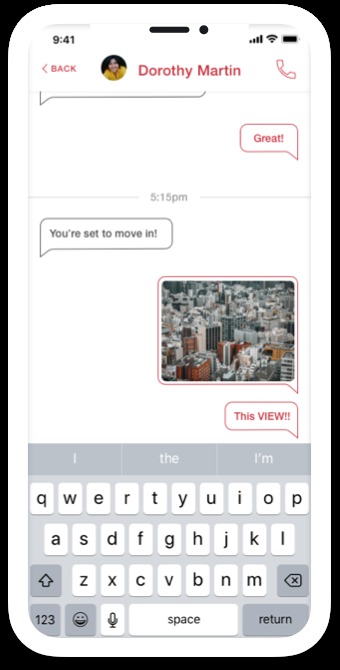 9:41
BACK
Dorothy Martin
Great!
5:15pm
You're set to move in!
This VIEW!!
I the I'm
q w e r t y u i o p
a s d f g h j k l
z x c v b n m
123 space return